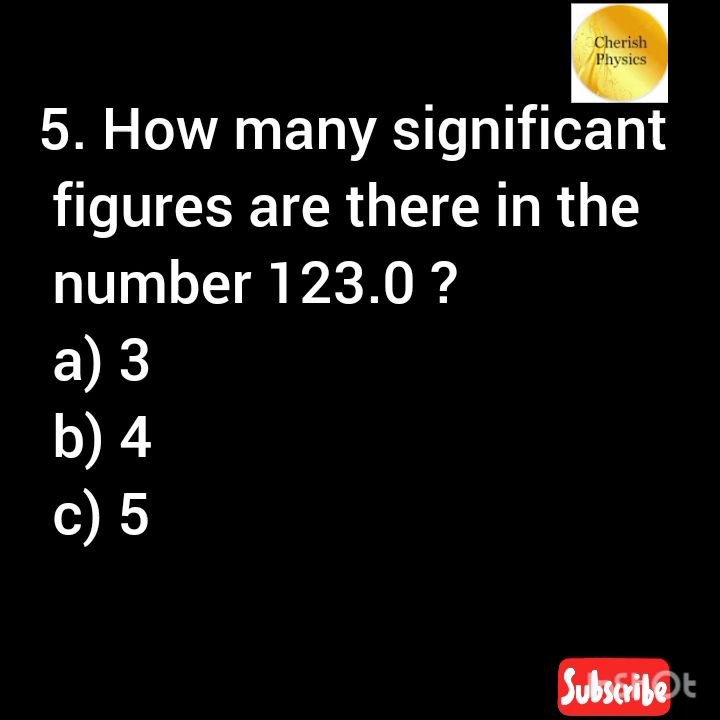 Cherish
Physics
5. How many significant
figures are there in the
number 123.0 ?
a) 3
b) 4
c) 5
Subscribe